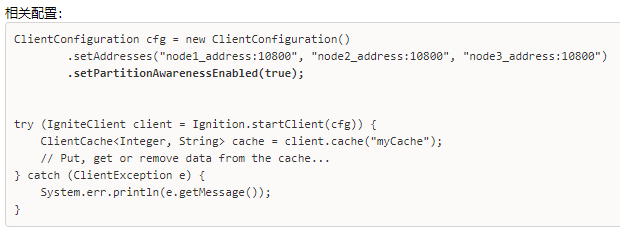 相关配置:
ClientConfiguration cfg = new ClientConfiguration()
        .setAddresses("node1_address:10800", "node2_address:10800", "node3_address:10800")
        .setPartitionAwarenessEnabled(true);
try (IgniteClient client = Ignition.startClient(cfg)) {
    ClientCache<Integer, String> cache = client.cache("myCache");
    // Put, get or remove data from the cache...
} catch (ClientException e) {
    System.err.println(e.getMessage());
}